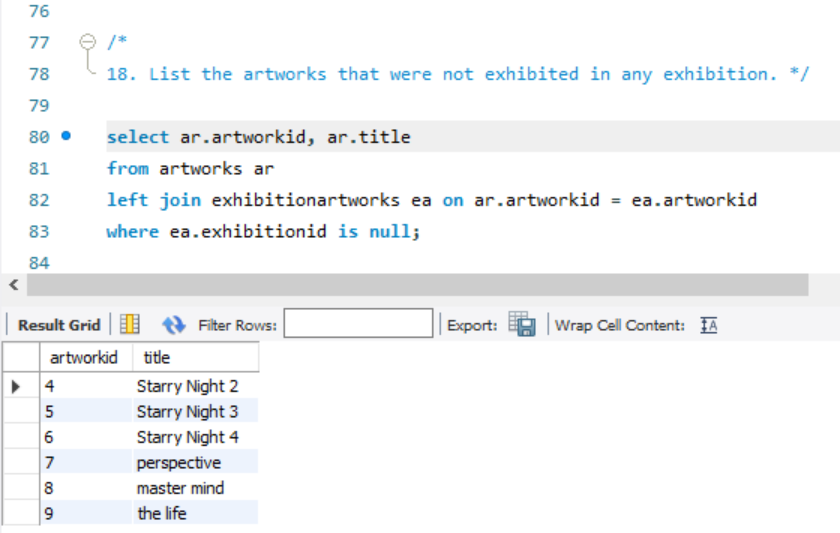 76
77 /*
78 18. List the artworks that were not exhibited in any exhibition. */
79
80 select ar.artworkid, ar.title
81 from artworks ar
82 left join exhibitionartworks ea on ar.artworkid = ea.artworkid
83 where ea.exhibitionid is null;
84
Result Grid Filter Rows: Export: Wrap Cell Content: IA
artworkid title
4 Starry Night 2
5 Starry Night 3
6 Starry Night 4
7 perspective
8 master mind
9 the life